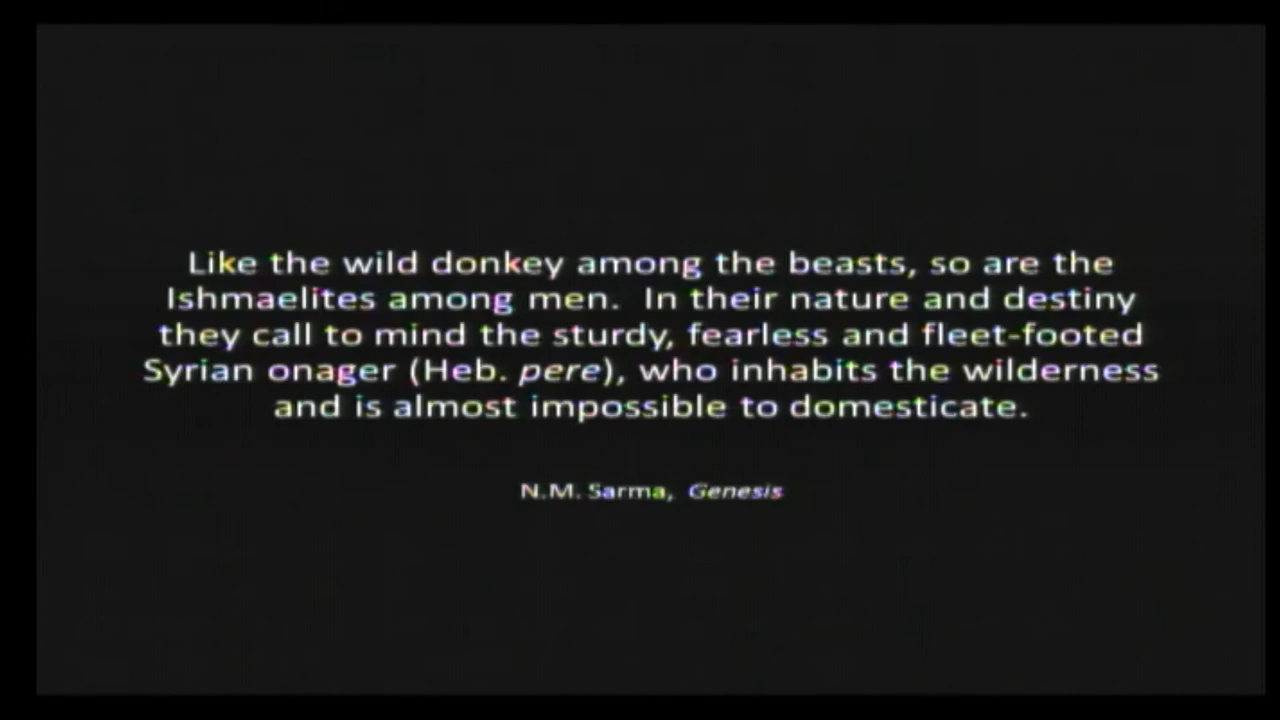 Like the wild donkey among the beasts, so are the
Ishmaelites among men. In their nature and destiny
they call to mind the sturdy, fearless and fleet-footed
Syrian onager (Heb. pere), who inhabits the wilderness
and is almost impossible to domesticate.
N.M. Sarma, Genesis